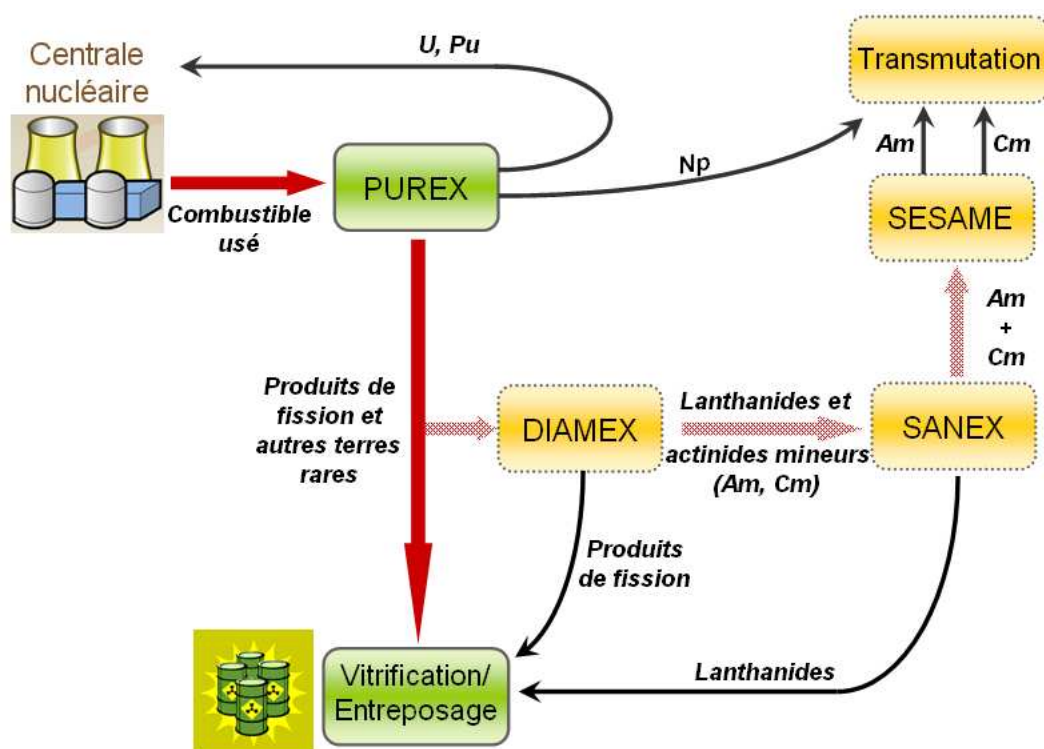 Centrale
nucléaire
U, Pu
Transmutation
Am
Cm
Np
PUREX
Combustible
usé
SESAME
Am
+
Cm
Produits de
fission et
autres terres
rares
DIAMEX
Lanthanides et
actinides mineurs
(Am, Cm)
SANEX
Produits
de fission
Vitrification/
Entreposage
Lanthanides